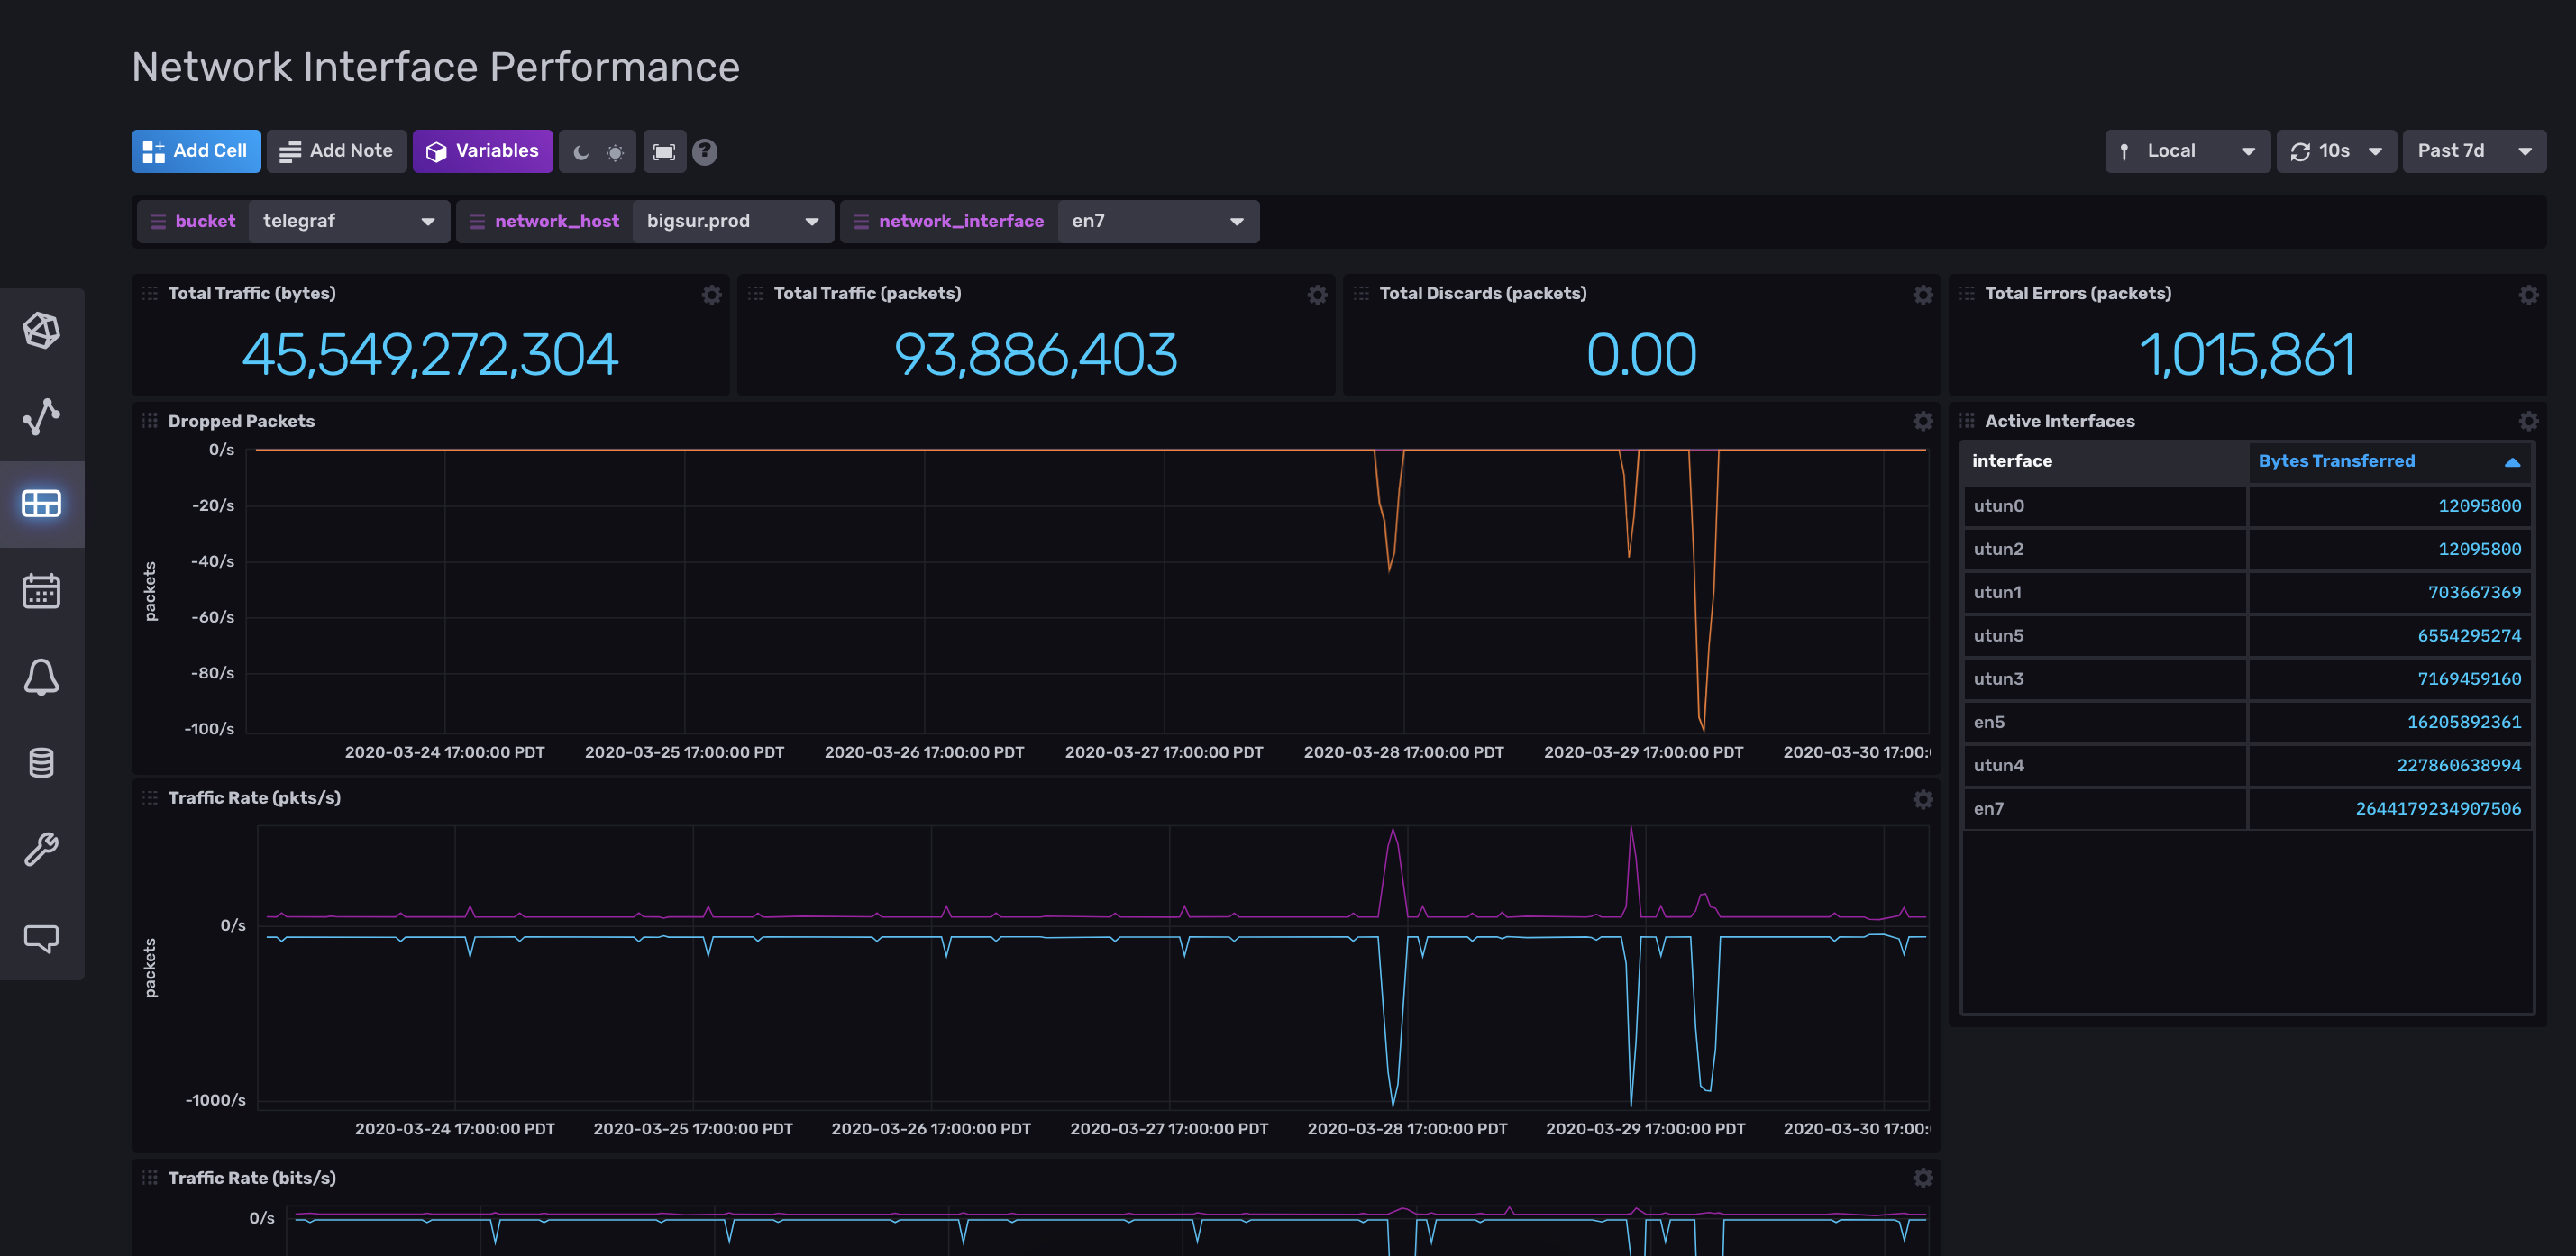 Network Interface Performance
Add Cell Add Note Variables ? Local 10s Past 7d
bucket telegraf network_host bigsur.prod network_interface en7
Total Traffic (bytes)
45,549,272,304
Total Traffic (packets)
93,886,403
Total Discards (packets)
0.00
Total Errors (packets)
1,015,861
Dropped Packets
packets
0/s
-20/s
-40/s
-60/s
-80/s
-100/s
2020-03-24 17:00:00 PDT 2020-03-25 17:00:00 PDT 2020-03-26 17:00:00 PDT 2020-03-27 17:00:00 PDT 2020-03-28 17:00:00 PDT 2020-03-29 17:00:00 PDT 2020-03-30 17:00:
Active Interfaces
interface Bytes Transferred
utun0 12095800
utun2 12095800
utun1 703667369
utun5 6554295274
utun3 7169459160
en5 16205892361
utun4 227860638994
en7 2644179234907506
Traffic Rate (pkts/s)
packets
0/s
-1000/s
2020-03-24 17:00:00 PDT 2020-03-25 17:00:00 PDT 2020-03-26 17:00:00 PDT 2020-03-27 17:00:00 PDT 2020-03-28 17:00:00 PDT 2020-03-29 17:00:00 PDT 2020-03-30 17:00:
Traffic Rate (bits/s)
0/s